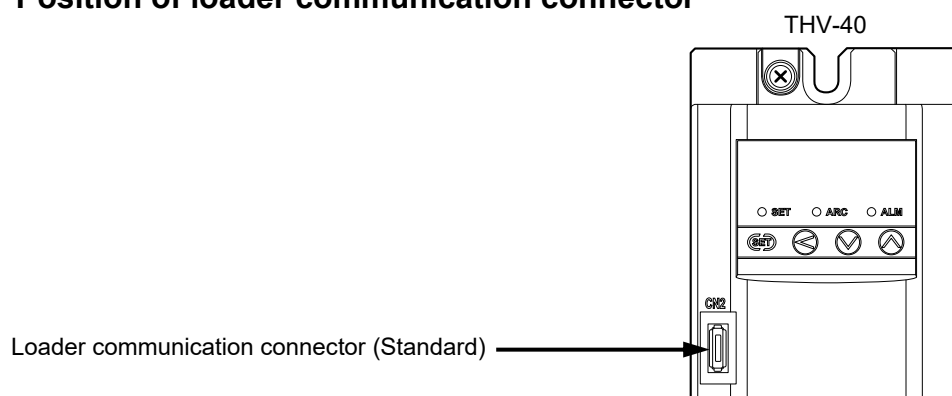 Position of loader communication connector
THV-40
SET ARC ALM
SET
CN2
Loader communication connector (Standard)